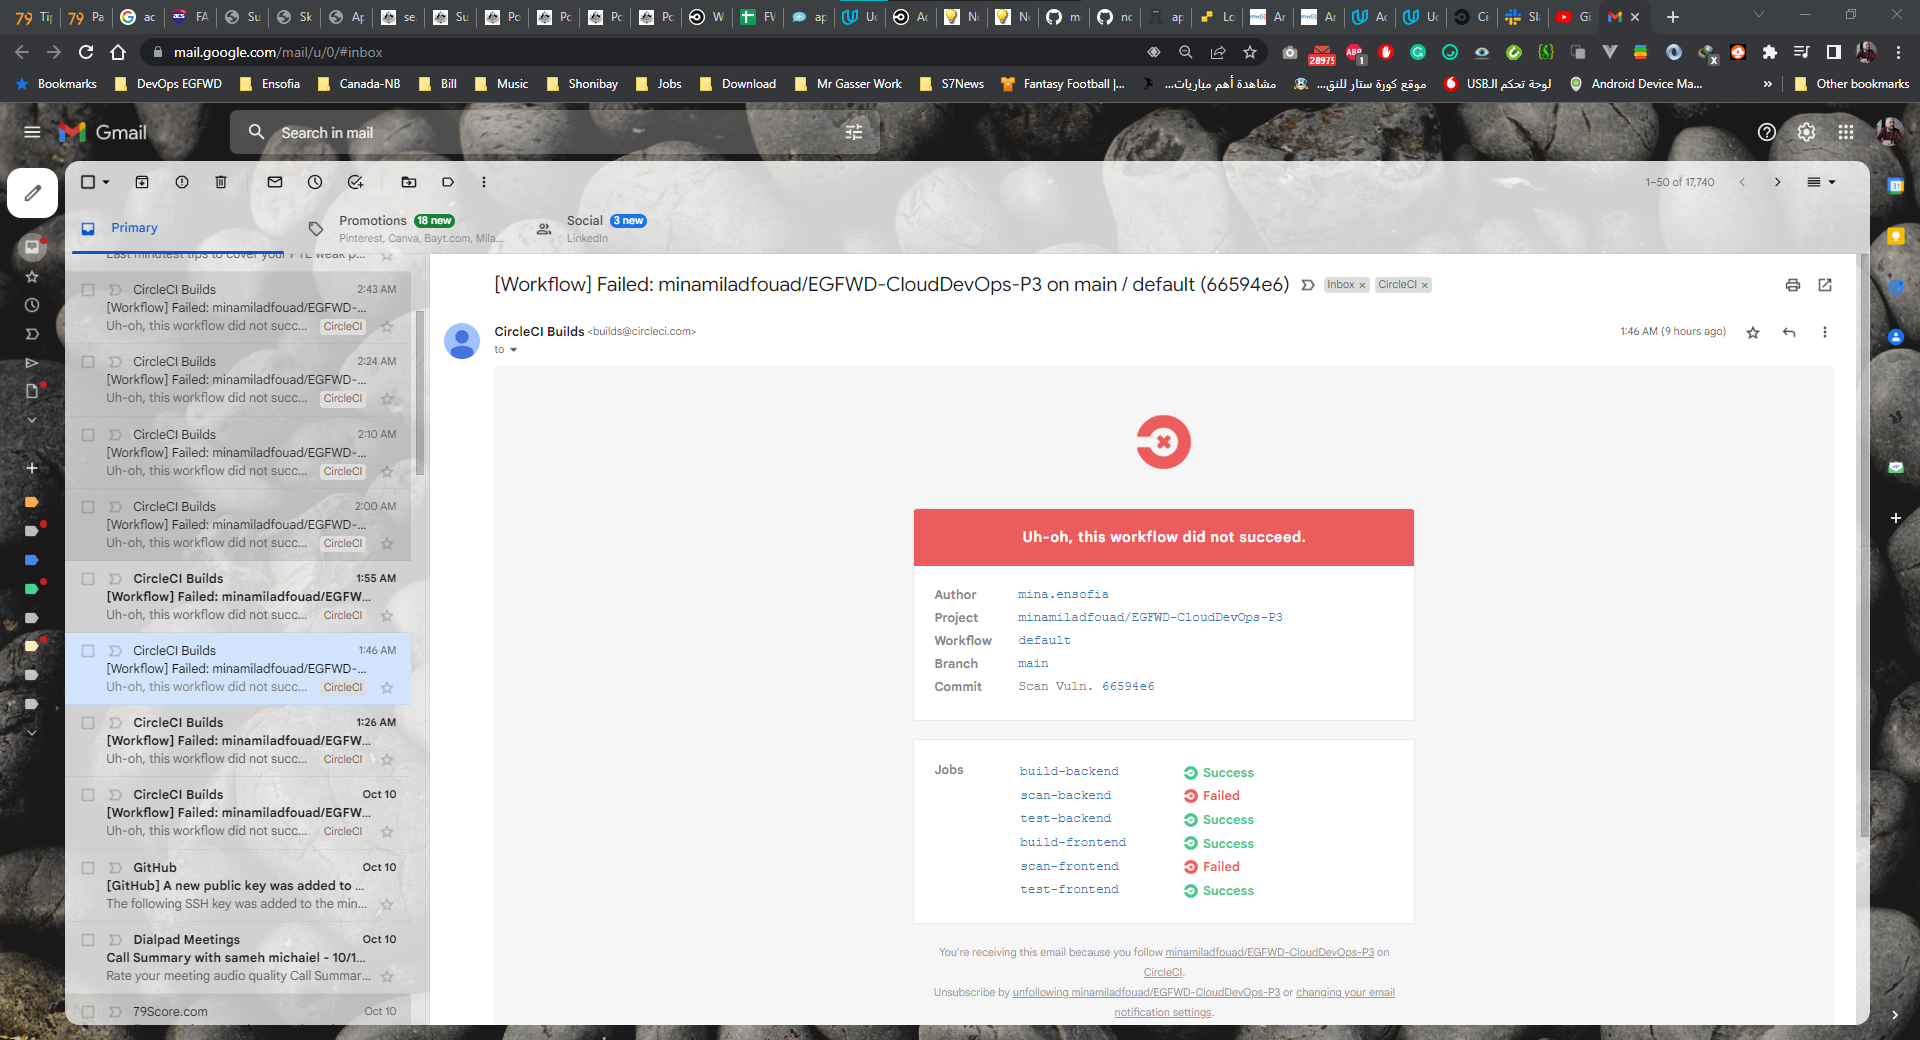 79 Ti
79 Pa
ac
FA
Su
Sk
Ap
se
Su
Po
Po
Po
Po
W
FW
ap
Uc
Ac
No
No
m
no
ap
Lo
Ar
Ar
Ac
Uc
Ci
Sl
Gi
mail.google.com/mail/u/0/#inbox
28975
1
Bookmarks
DevOps EGFWD
Ensofia
Canada-NB
Bill
Music
Shonibay
Jobs
Download
Mr Gasser Work
S7News
Fantasy Football |...
مشاهدة أهم مباريات...
موقع كورة ستار للنق...
لوحة تحكم الـUSB
Android Device Ma...
»
Other bookmarks
Gmail
Search in mail
1–50 of 17,740
Primary
Promotions 18 new
Pinterest, Canva, Bayt.com, Mila...
Social 3 new
LinkedIn
Last minutest tips to cover your PTE weak p...
CircleCI Builds 2:43 AM
[Workflow] Failed: minamiladfouad/EGFWD-...
Uh-oh, this workflow did not succ... CircleCI
CircleCI Builds 2:24 AM
[Workflow] Failed: minamiladfouad/EGFWD-...
Uh-oh, this workflow did not succ... CircleCI
CircleCI Builds 2:10 AM
[Workflow] Failed: minamiladfouad/EGFWD-...
Uh-oh, this workflow did not succ... CircleCI
CircleCI Builds 2:00 AM
[Workflow] Failed: minamiladfouad/EGFWD-...
Uh-oh, this workflow did not succ... CircleCI
CircleCI Builds 1:55 AM
[Workflow] Failed: minamiladfouad/EGFW...
Uh-oh, this workflow did not succ... CircleCI
CircleCI Builds 1:46 AM
[Workflow] Failed: minamiladfouad/EGFWD-...
Uh-oh, this workflow did not succ... CircleCI
CircleCI Builds 1:26 AM
[Workflow] Failed: minamiladfouad/EGFW...
Uh-oh, this workflow did not succ... CircleCI
CircleCI Builds Oct 10
[Workflow] Failed: minamiladfouad/EGFW...
Uh-oh, this workflow did not succ... CircleCI
GitHub Oct 10
[GitHub] A new public key was added to ...
The following SSH key was added to the min...
Dialpad Meetings Oct 10
Call Summary with sameh michaiel - 10/1...
Rate your meeting audio quality Call Summar...
79Score.com Oct 10
[Workflow] Failed: minamiladfouad/EGFWD-CloudDevOps-P3 on main / default (66594e6) Inbox × CircleCI ×
CircleCI Builds <builds@circleci.com> 1:46 AM (9 hours ago)
to
Uh-oh, this workflow did not succeed.
Author mina.ensofia
Project minamiladfouad/EGFWD-CloudDevOps-P3
Workflow default
Branch main
Commit Scan Vuln. 66594e6
Jobs build-backend Success
scan-backend Failed
test-backend Success
build-frontend Success
scan-frontend Failed
test-frontend Success
You're receiving this email because you follow minamiladfouad/EGFWD-CloudDevOps-P3 on
CircleCI.
Unsubscribe by unfollowing minamiladfouad/EGFWD-CloudDevOps-P3 or changing your email
notification settings.